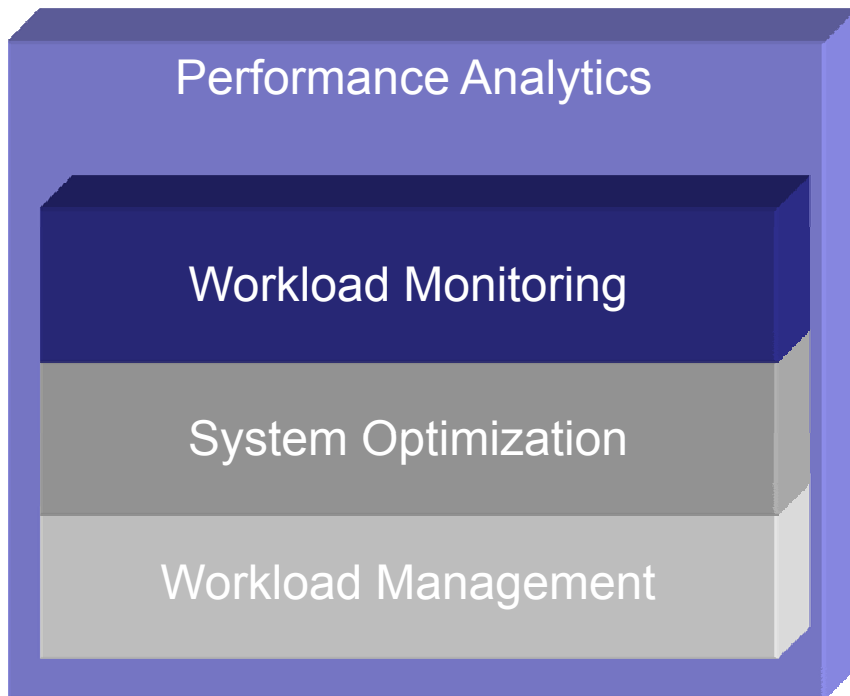 Performance Analytics
Workload Monitoring
System Optimization
Workload Management